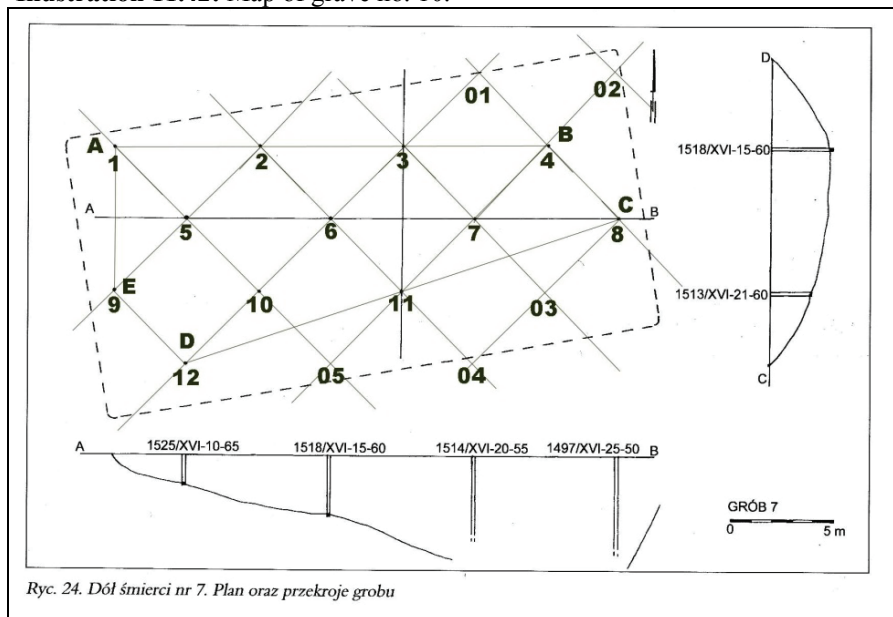 Illustration 11.42: Map of grave no. 10.
01
02
A
B
1
2
3
4
A
C
B
5
6
7
8
E
9
10
11
03
D
12
05
04
D
1518/XVI-15-60
1513/XVI-21-60
C
A
1525/XVI-10-65
1518/XVI-15-60
1514/XVI-20-55
1497/XVI-25-50
B
GRÓB 7
0 5 m
Ryc. 24. Dół śmierci nr 7. Plan oraz przekroje grobu